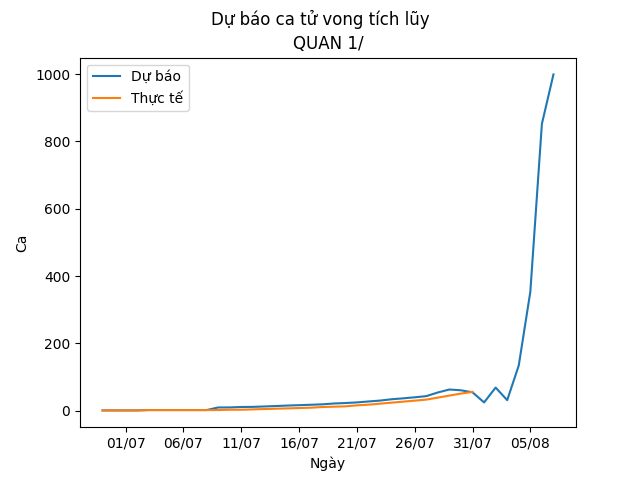 Dự báo ca tử vong tích lũy
QUAN 1/
Dự báo
Thực tế
1000
800
600
400
200
0
Ca
01/07 06/07 11/07 16/07 21/07 26/07 31/07 05/08
Ngày